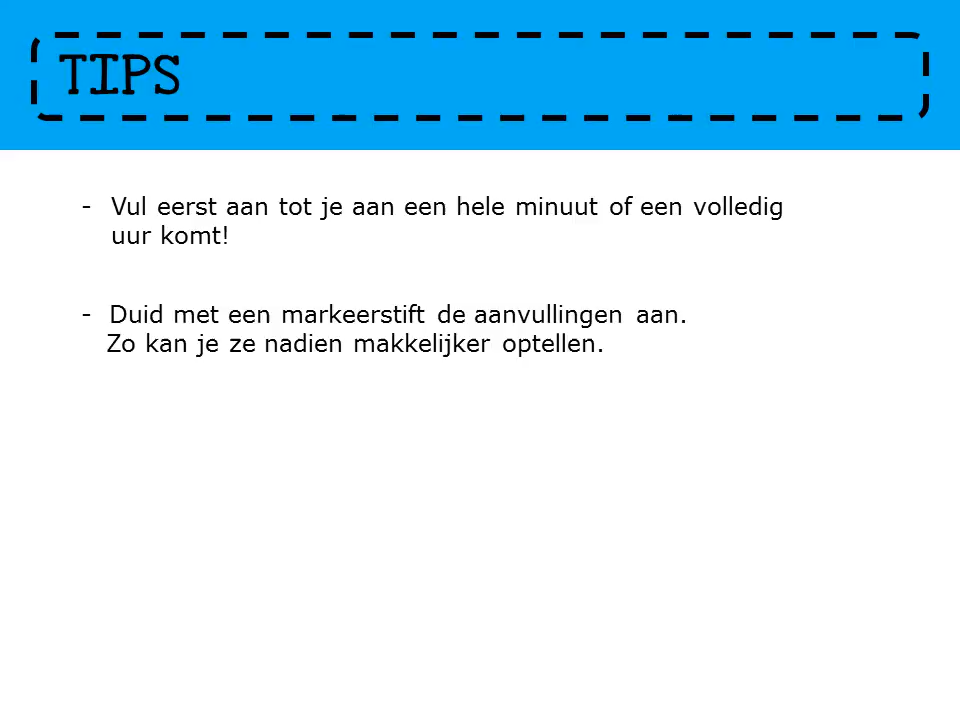 TIPS
- Vul eerst aan tot je aan een hele minuut of een volledig
uur komt!
- Duid met een markeerstift de aanvullingen aan.
Zo kan je ze nadien makkelijker optellen.